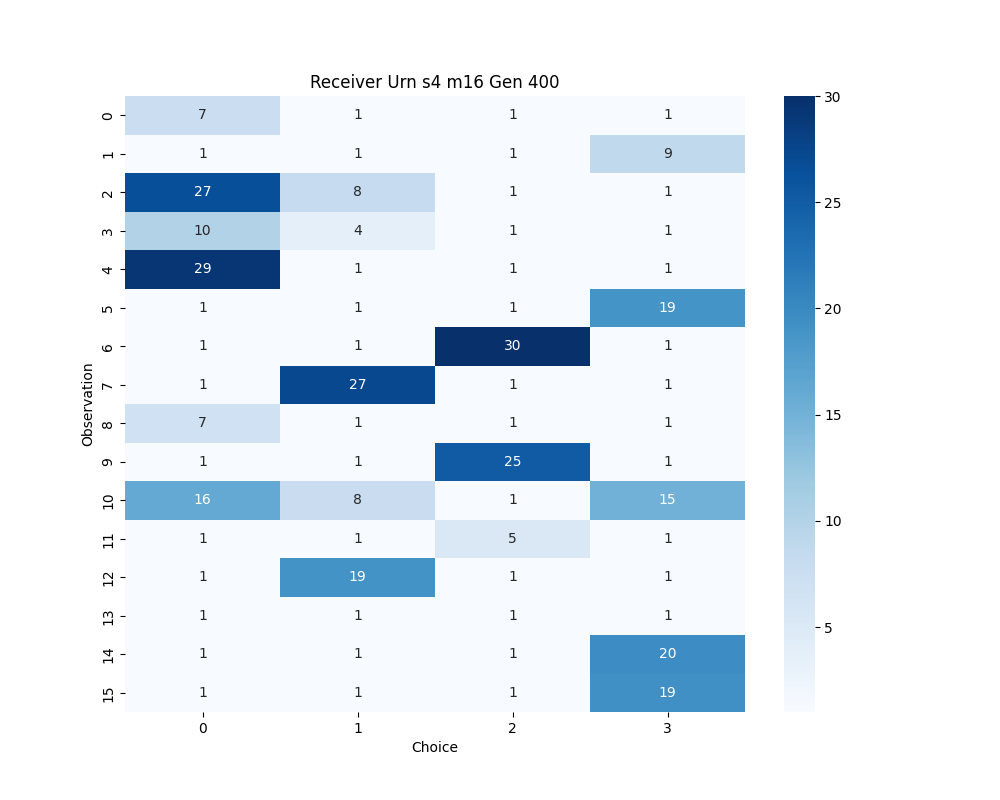 Receiver Urn s4 m16 Gen 400
0 7 1 1 1
1 1 1 1 9
2 27 8 1 1
3 10 4 1 1
4 29 1 1 1
5 1 1 1 19
6 1 1 30 1
7 1 27 1 1
8 7 1 1 1
9 1 1 25 1
10 16 8 1 15
11 1 1 5 1
12 1 19 1 1
13 1 1 1 1
14 1 1 1 20
15 1 1 1 19
0 1 2 3
Choice
Observation
30
25
20
15
10
5